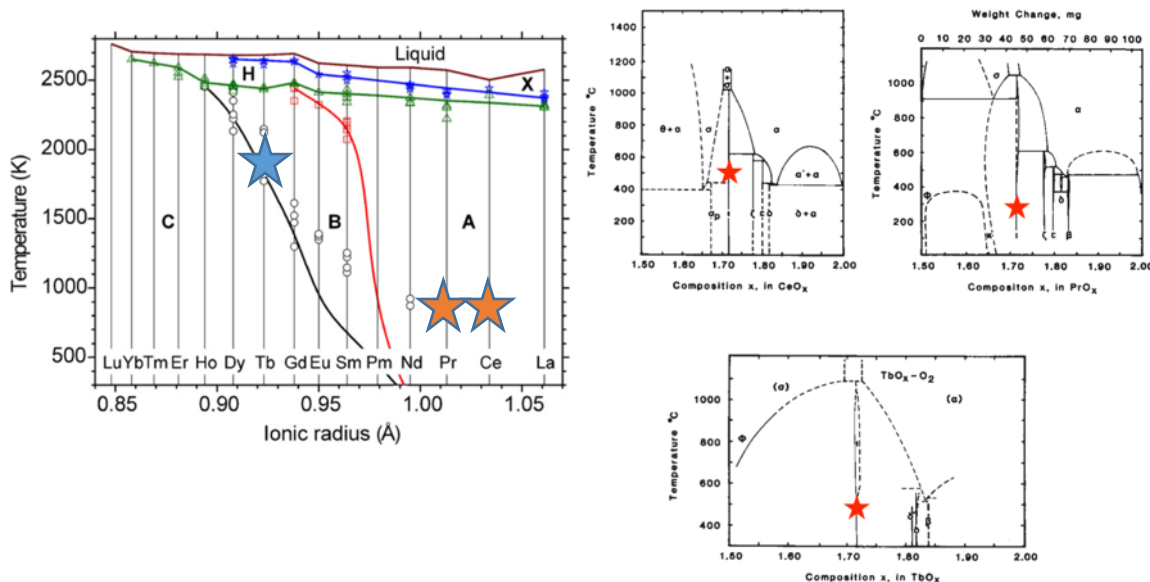 Temperature (K)
2500
2000
1500
1000
500
Liquid
H
X
C
B
A
Lu Yb Tm Er Ho Dy Tb Gd Eu Sm Pm Nd Pr Ce La
0.85 0.90 0.95 1.00 1.05
Ionic radius (Å)
Temperature °C
1500
1400
1200
1000
800
600
400
200
θ+α
σ
α
α'+α
δ+α
1.50 1.60 1.70 1.80 1.90 2.00
Composition x, in CeOx
Weight Change, mg
0 10 20 30 40 50 60 70 80 90 100
Temperature °C
1000
800
600
400
200
σ
α
φ
ι ζ ε δ β
1.50 1.60 1.70 1.80 1.90 2.00
Compositon x, in PrOx
Temperature °C
1000
800
600
400
TbOx-O2
(σ)
(α)
Φ
1.50 1.60 1.70 1.80 1.90 2.00
Composition x, in TbOx